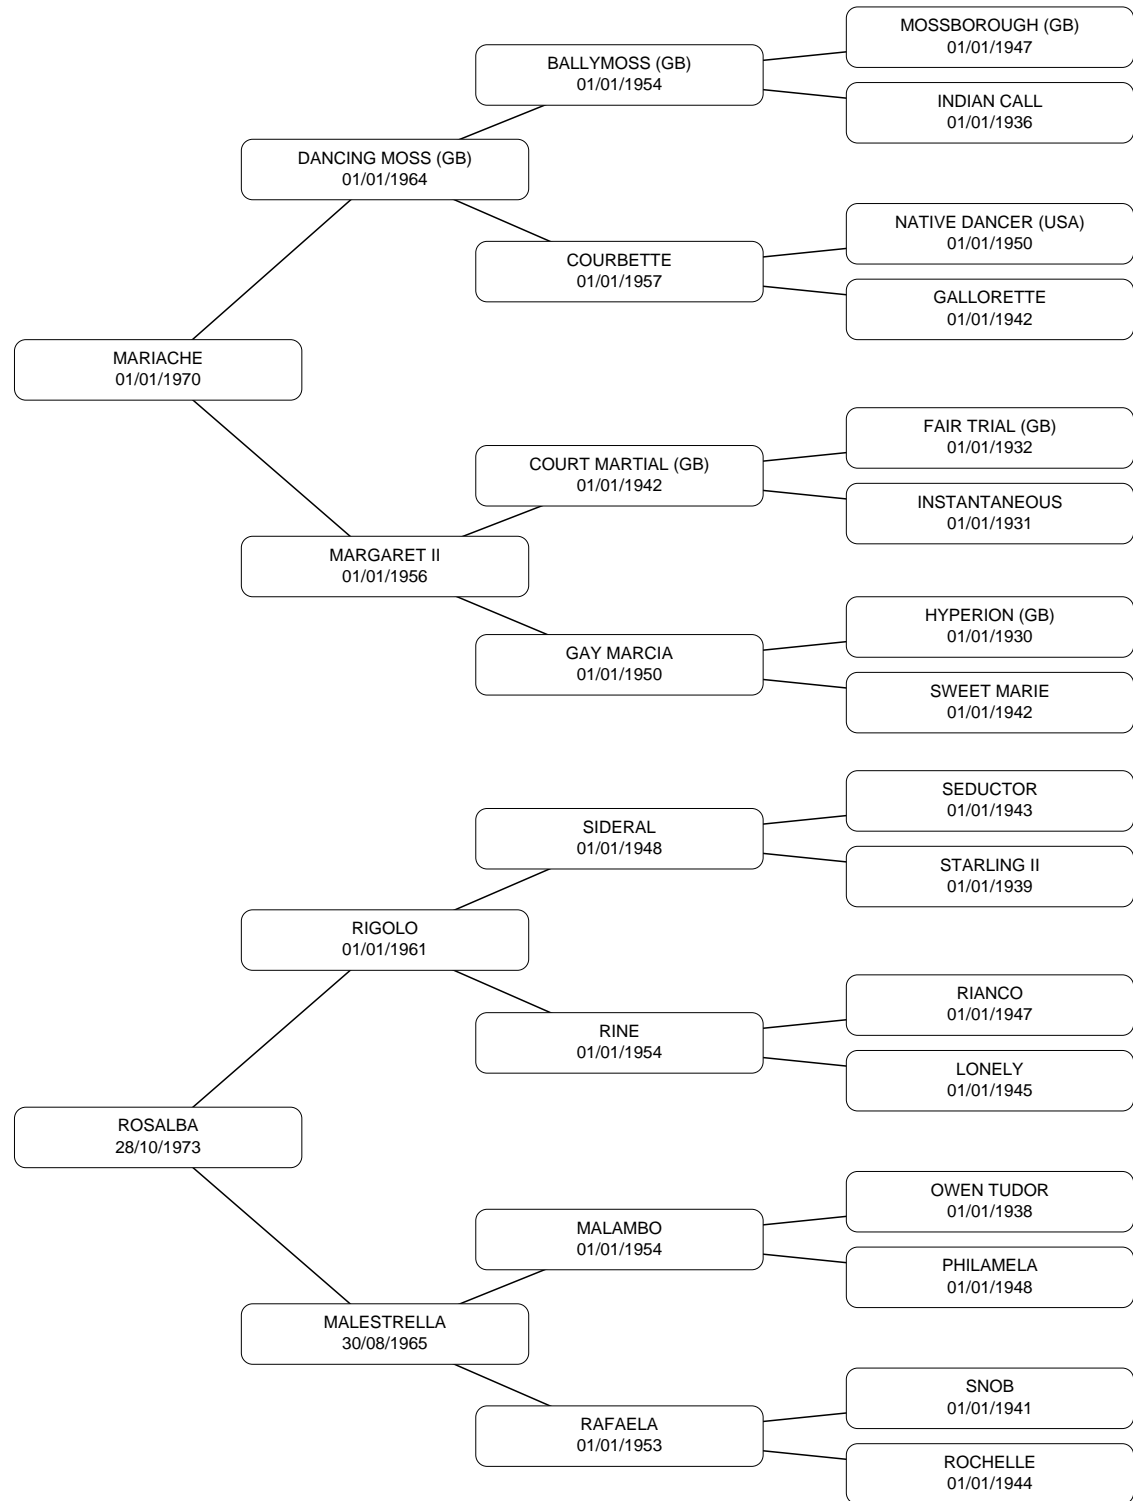 MOSSBOROUGH (GB)
01/01/1947
BALLYMOSS (GB)
01/01/1954
INDIAN CALL
01/01/1936
DANCING MOSS (GB)
01/01/1964
NATIVE DANCER (USA)
01/01/1950
COURBETTE
01/01/1957
GALLORETTE
01/01/1942
MARIACHE
01/01/1970
FAIR TRIAL (GB)
01/01/1932
COURT MARTIAL (GB)
01/01/1942
INSTANTANEOUS
01/01/1931
MARGARET II
01/01/1956
HYPERION (GB)
01/01/1930
GAY MARCIA
01/01/1950
SWEET MARIE
01/01/1942
SEDUCTOR
01/01/1943
SIDERAL
01/01/1948
STARLING II
01/01/1939
RIGOLO
01/01/1961
RIANCO
01/01/1947
RINE
01/01/1954
LONELY
01/01/1945
ROSALBA
28/10/1973
OWEN TUDOR
01/01/1938
MALAMBO
01/01/1954
PHILAMELA
01/01/1948
MALESTRELLA
30/08/1965
SNOB
01/01/1941
RAFAELA
01/01/1953
ROCHELLE
01/01/1944